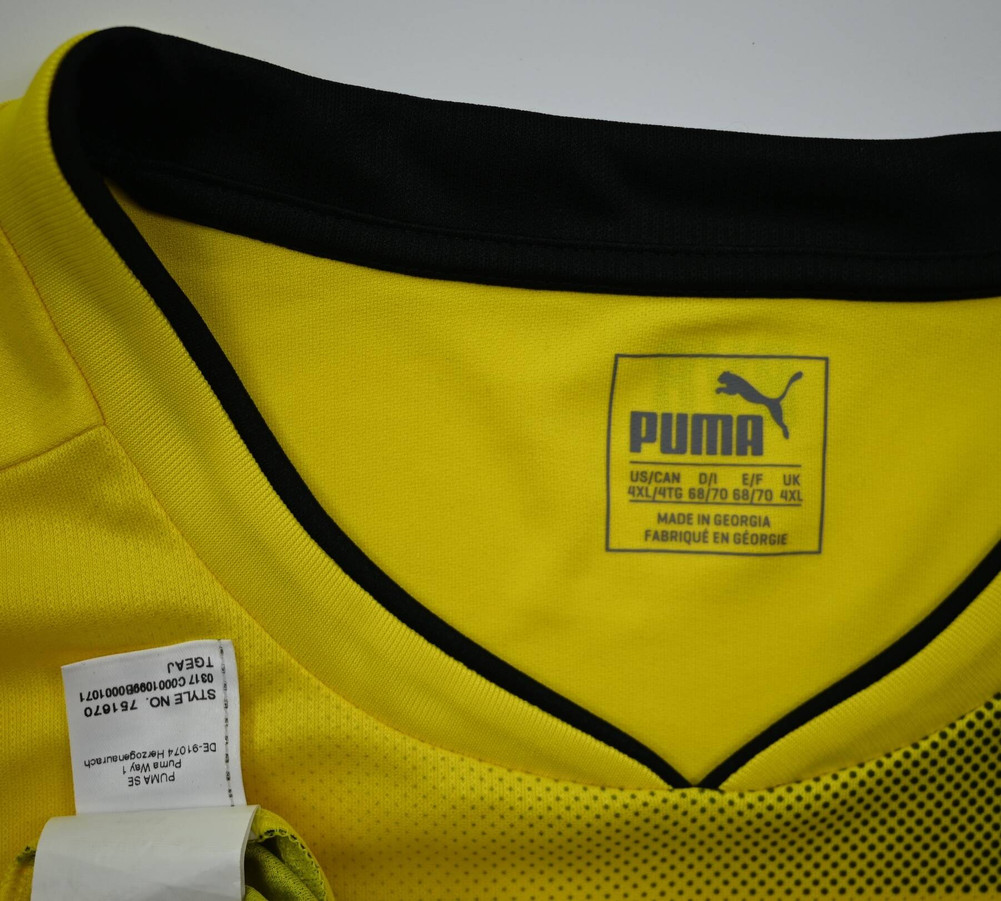 PUMA
US/CAN D/I E/F UK
4XL/4TG 68/70 68/70 4XL
MADE IN GEORGIA
FABRIQUÉ EN GÉORGIE
PUMA SE
Puma Way 1
DE-91074 Herzogenaurach
STYLE NO. 751670
0317 C0001099B0001071
TGEAJ